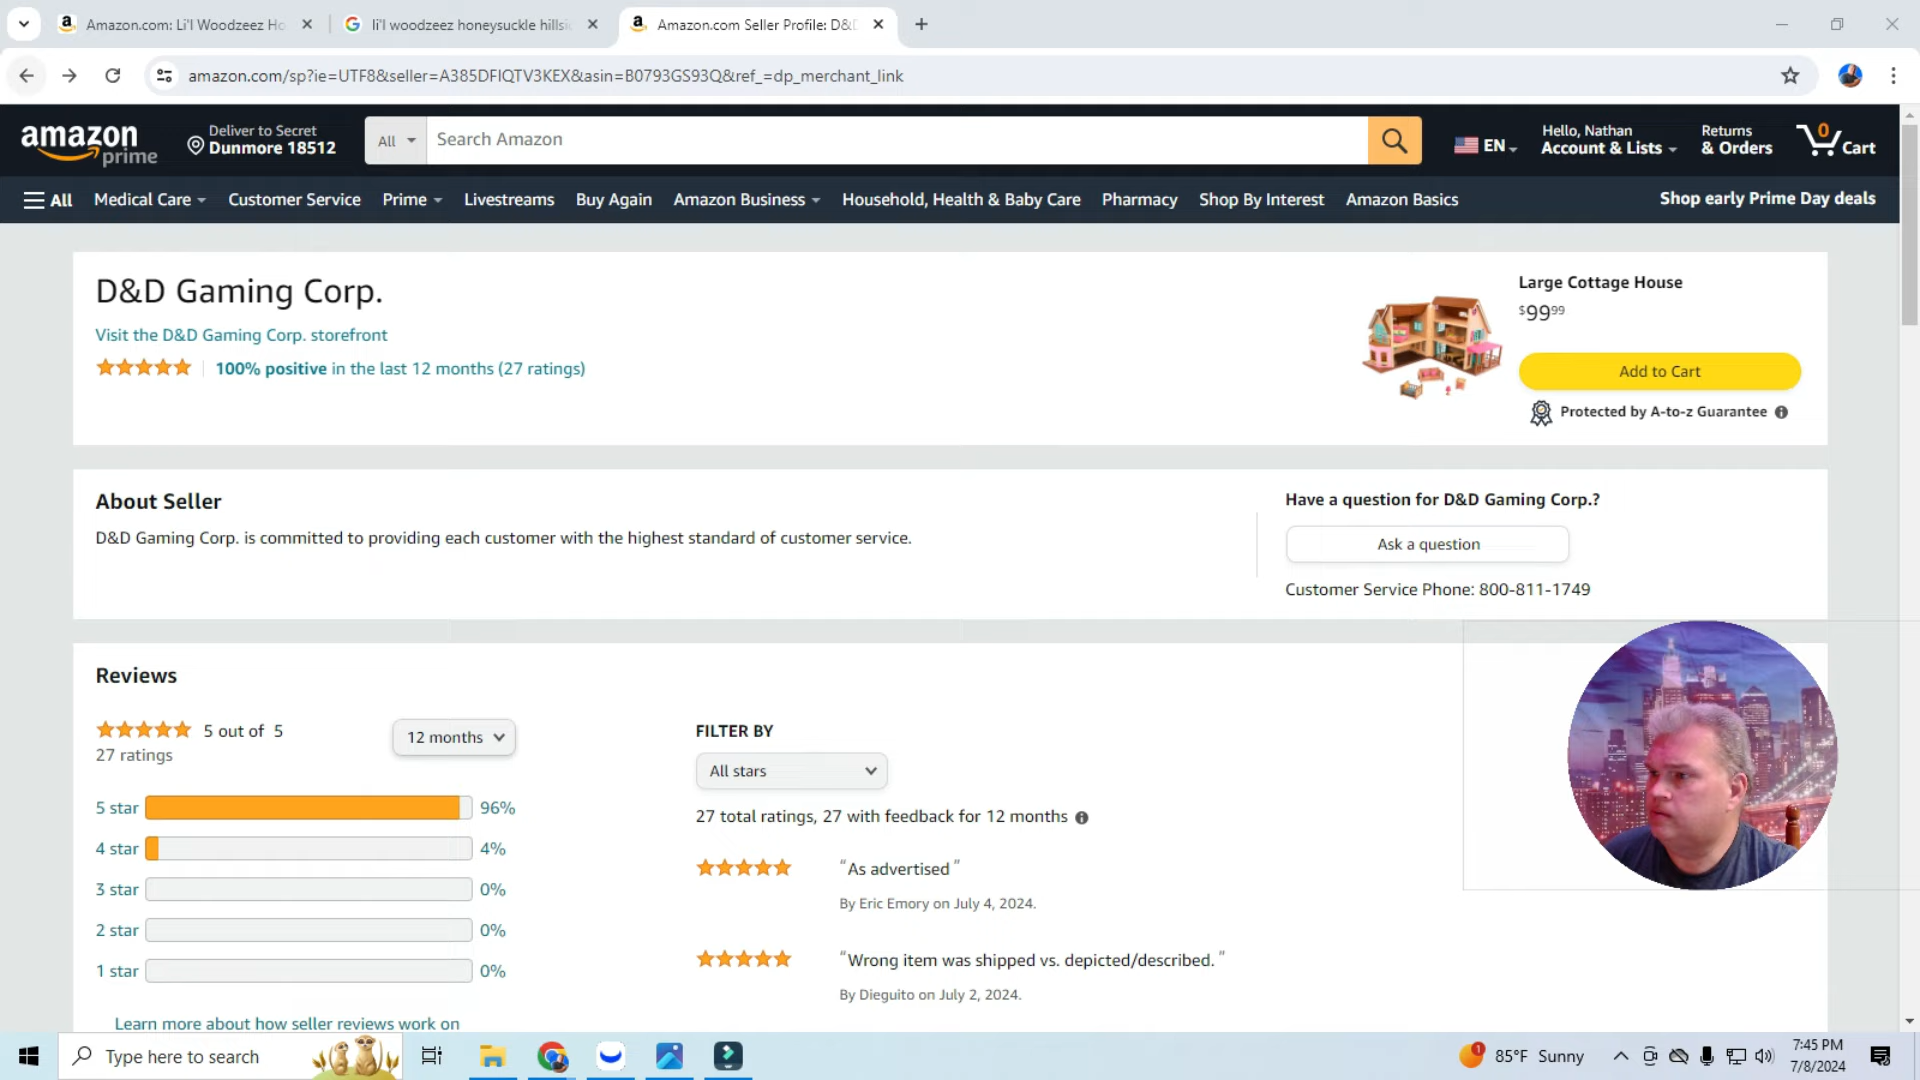 Amazon.com: Li'l Woodzeez Ho
li'l woodzeez honeysuckle hillsi
Amazon.com Seller Profile: D&D
amazon.com/sp?ie=UTF8&seller=A385DFIQTV3KEX&asin=B0793GS93Q&ref_=dp_merchant_link
amazon prime
Deliver to Secret
Dunmore 18512
All
Search Amazon
EN
Hello, Nathan
Account & Lists
Returns
& Orders
0
Cart
All
Medical Care
Customer Service
Prime
Livestreams
Buy Again
Amazon Business
Household, Health & Baby Care
Pharmacy
Shop By Interest
Amazon Basics
Shop early Prime Day deals
D&D Gaming Corp.
Visit the D&D Gaming Corp. storefront
100% positive in the last 12 months (27 ratings)
Large Cottage House
$99 99
Add to Cart
Protected by A-to-z Guarantee
About Seller
D&D Gaming Corp. is committed to providing each customer with the highest standard of customer service.
Have a question for D&D Gaming Corp.?
Ask a question
Customer Service Phone: 800-811-1749
Reviews
5 out of 5
27 ratings
12 months
5 star 96%
4 star 4%
3 star 0%
2 star 0%
1 star 0%
Learn more about how seller reviews work on
FILTER BY
All stars
27 total ratings, 27 with feedback for 12 months
“As advertised”
By Eric Emory on July 4, 2024.
“Wrong item was shipped vs. depicted/described.”
By Dieguito on July 2, 2024.
Type here to search
1
85°F Sunny
7:45 PM
7/8/2024